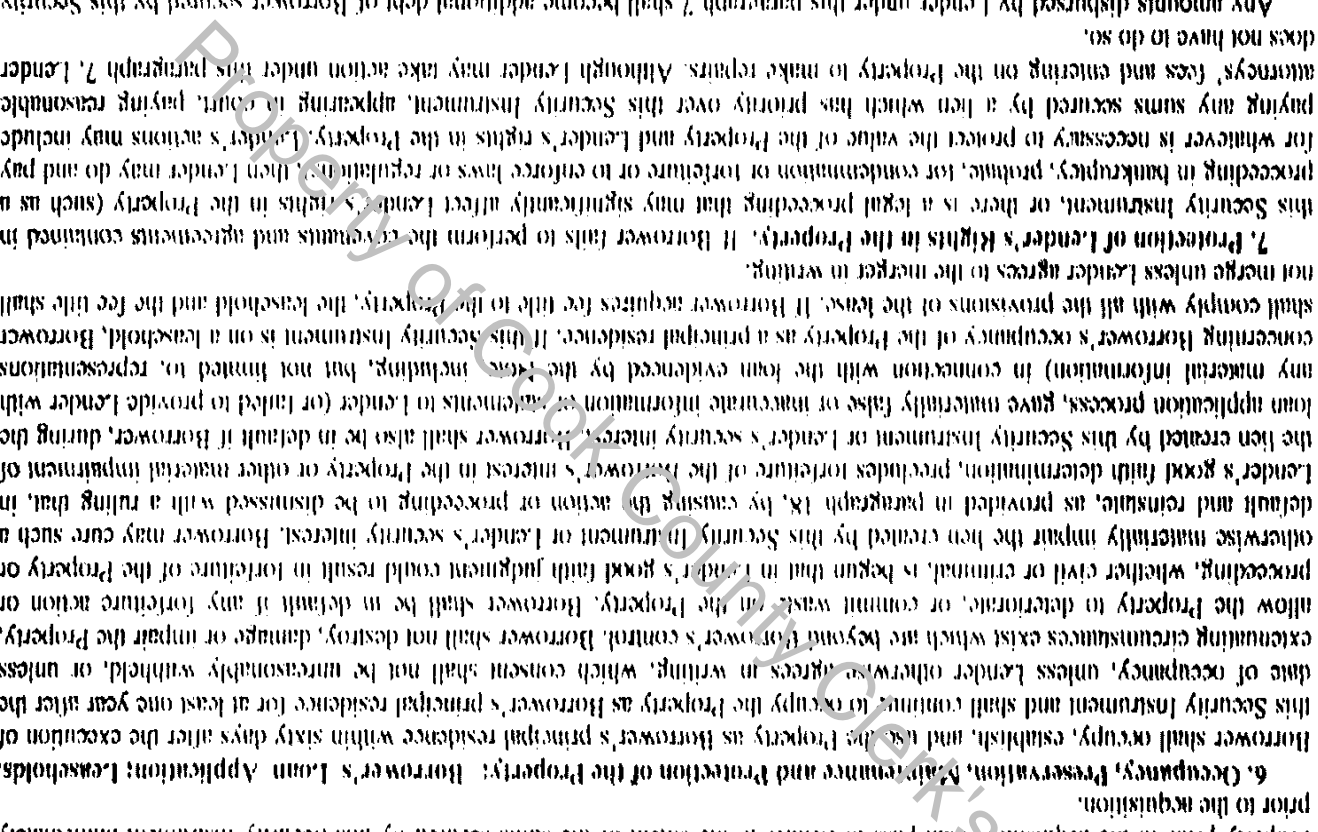 prior to the acquisition.
6. Occupancy, Preservation, Maintenance and Protection of the Property; Borrower's Loan Application; Leaseholds.
Borrower shall occupy, establish, and use the Property as Borrower's principal residence within sixty days after the execution of
this Security Instrument and shall continue to occupy the Property as Borrower's principal residence for at least one year after the
date of occupancy, unless Lender otherwise agrees in writing, which consent shall not be unreasonably withheld, or unless
extenuating circumstances exist which are beyond Borrower's control. Borrower shall not destroy, damage or impair the Property,
allow the Property to deteriorate, or commit waste on the Property. Borrower shall be in default if any forfeiture action or
proceeding, whether civil or criminal, is begun that in Lender's good faith judgment could result in forfeiture of the Property or
otherwise materially impair the lien created by this Security Instrument or Lender's security interest. Borrower may cure such a
default and reinstate, as provided in paragraph 18, by causing the action or proceeding to be dismissed with a ruling that, in
Lender's good faith determination, precludes forfeiture of the Borrower's interest in the Property or other material impairment of
the lien created by this Security Instrument or Lender's security interest. Borrower shall also be in default if Borrower, during the
loan application process, gave materially false or inaccurate information or statements to Lender (or failed to provide Lender with
any material information) in connection with the loan evidenced by the Note, including, but not limited to, representations
concerning Borrower's occupancy of the Property as a principal residence. If this Security Instrument is on a leasehold, Borrower
shall comply with all the provisions of the lease. If Borrower acquires fee title to the Property, the leasehold and the fee title shall
not merge unless Lender agrees to the merger in writing.
7. Protection of Lender's Rights in the Property. If Borrower fails to perform the covenants and agreements contained in
this Security Instrument, or there is a legal proceeding that may significantly affect Lender's rights in the Property (such as a
proceeding in bankruptcy, probate, for condemnation or forfeiture or to enforce laws or regulations), then Lender may do and pay
for whatever is necessary to protect the value of the Property and Lender's rights in the Property. Lender's actions may include
paying any sums secured by a lien which has priority over this Security Instrument, appearing in court, paying reasonable
attorneys' fees and entering on the Property to make repairs. Although Lender may take action under this paragraph 7, Lender
does not have to do so.
Any amounts disbursed by Lender under this paragraph 7 shall become additional debt of Borrower secured by this Security
Property of Cook County Clerk's